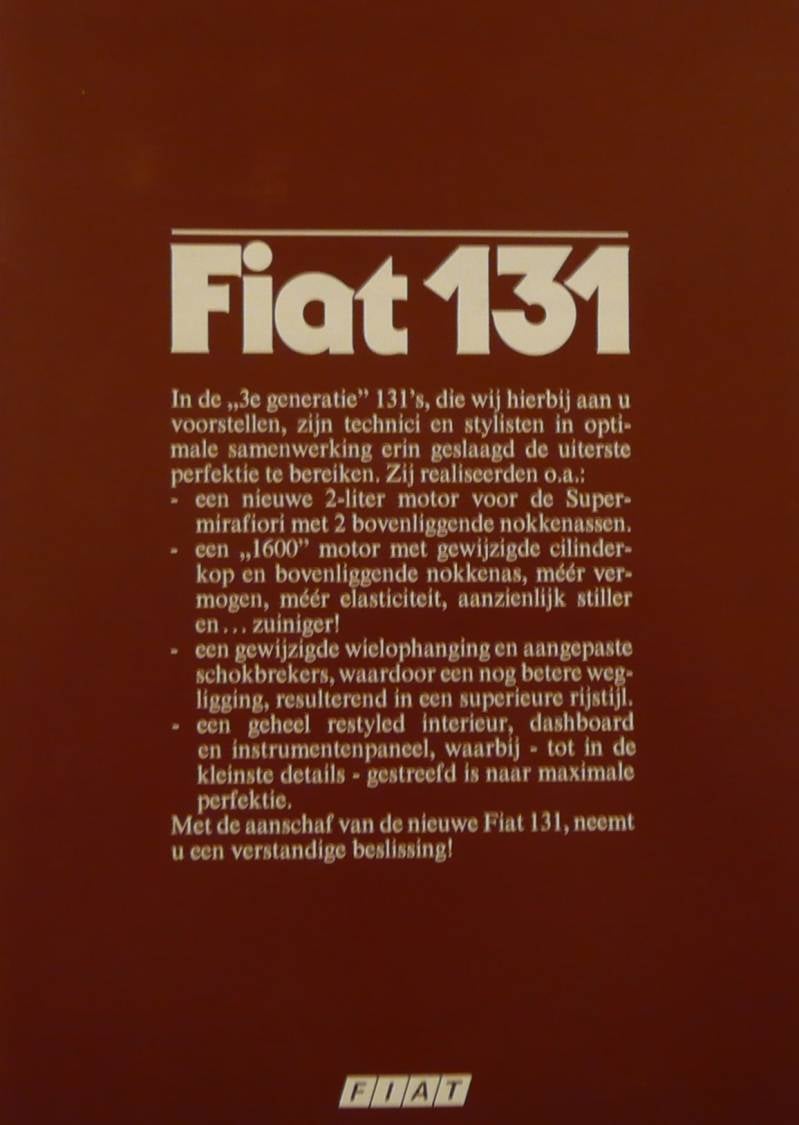 Fiat 131
In de „3e generatie” 131's, die wij hierbij aan u
voorstellen, zijn technici en stylisten in opti-
male samenwerking erin geslaagd de uiterste
perfektie te bereiken. Zij realiseerden o.a.:
- een nieuwe 2-liter motor voor de Super-
mirafiori met 2 bovenliggende nokkenassen.
- een „1600” motor met gewijzigde cilinder-
kop en bovenliggende nokkenas, méér ver-
mogen, méér elasticiteit, aanzienlijk stiller
en... zuiniger!
- een gewijzigde wielophanging en aangepaste
schokbrekers, waardoor een nog betere weg-
ligging, resulterend in een superieure rijstijl.
- een geheel restyled interieur, dashboard
en instrumentenpaneel, waarbij - tot in de
kleinste details - gestreefd is naar maximale
perfektie.
Met de aanschaf van de nieuwe Fiat 131, neemt
u een verstandige beslissing!
FIAT